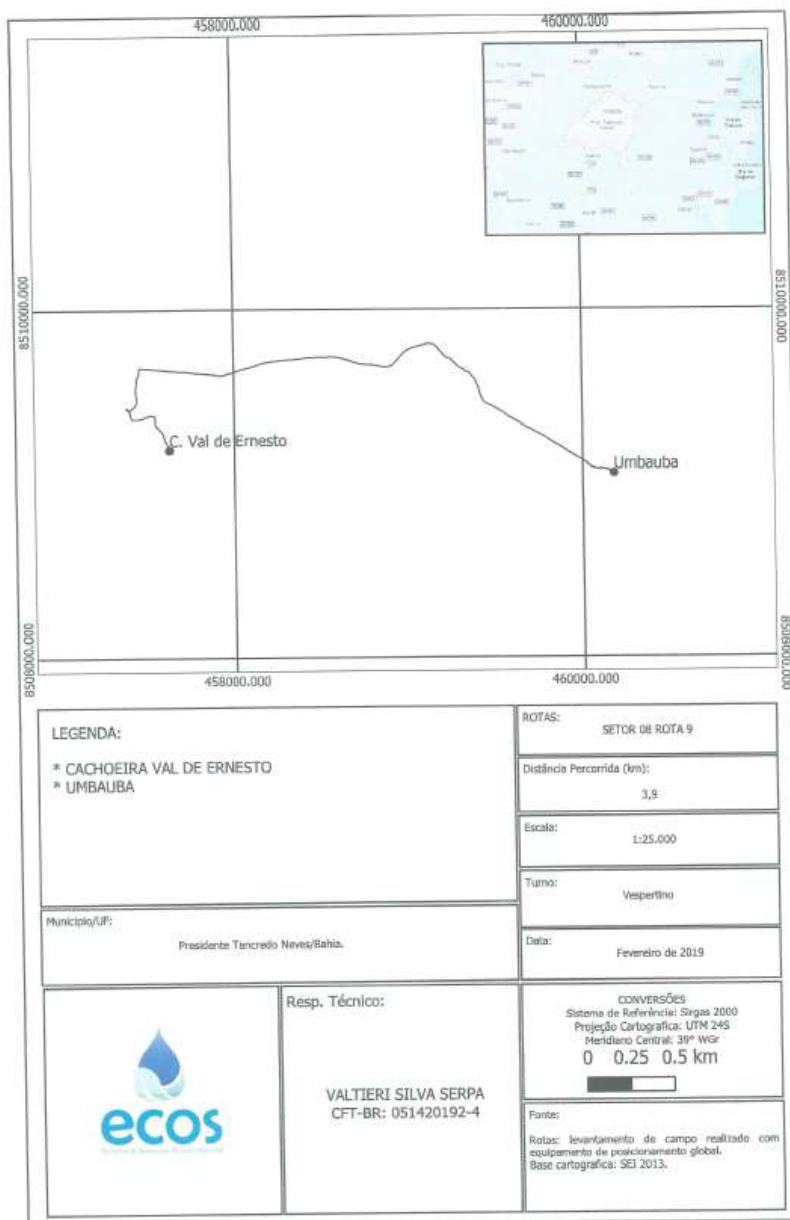 458000.000
460000.000
8510000.000
8510000.000
C. Val de Ernesto
Umbauba
8508000.000
8508000.000
458000.000
460000.000
LEGENDA:
* CACHOEIRA VAL DE ERNESTO
* UMBAUBA
ROTAS:
SETOR 08 ROTA 9
Distância Percorrida (km):
3,9
Escala:
1:25.000
Turno:
Vespertino
Município/UF:
Presidente Tancredo Neves/Bahia.
Data:
Fevereiro de 2019
ecos
Resp. Técnico:
VALTIERI SILVA SERPA
CFT-BR: 051420192-4
CONVERSÕES
Sistema de Referência: Sirgas 2000
Projeção Cartografica: UTM 24S
Meridiano Central: 39° WGr
0 0.25 0.5 km
Fonte:
Rotas: levantamento de campo realizado com
equipamento de posicionamento global.
Base cartografica: SEI 2013.